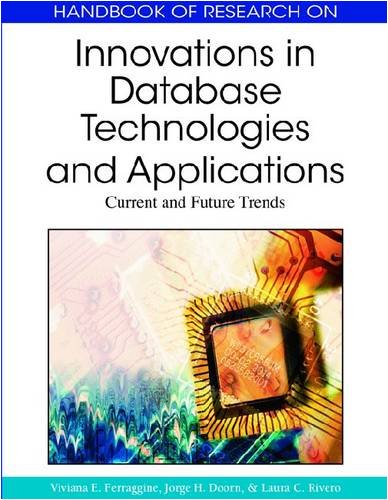 HANDBOOK OF RESEARCH ON
Innovations in
Database
Technologies
and Applications
Current and Future Trends
Viviana E. Ferraggine, Jorge H. Doorn, & Laura C. Rivero